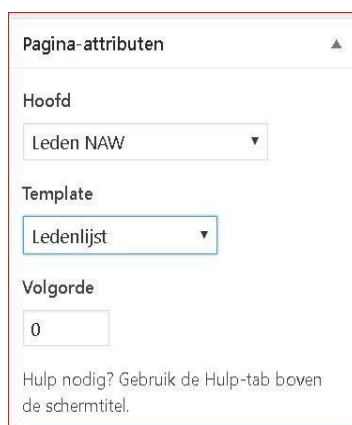 Pagina-attributen
Hoofd
Leden NAW
Template
Ledenlijst
Volgorde
0
Hulp nodig? Gebruik de Hulp-tab boven
de schermtitel.